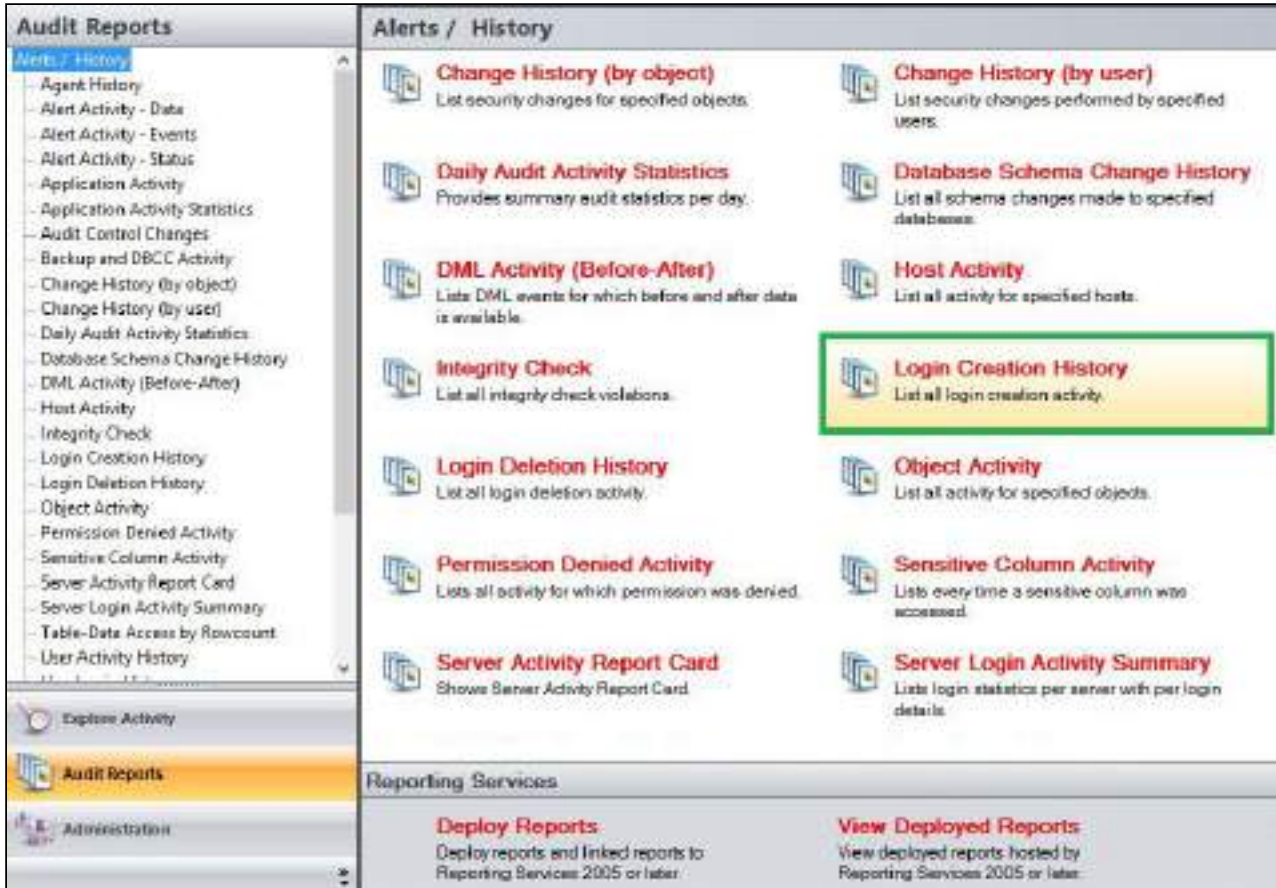 Audit Reports
Alerts / History
Agent History
Alert Activity - Data
Alert Activity - Events
Alert Activity - Status
Application Activity
Application Activity Statistics
Audit Control Changes
Backup and DBCC Activity
Change History (by object)
Change History (by user)
Daily Audit Activity Statistics
Database Schema Change History
DML Activity (Before-After)
Host Activity
Integrity Check
Login Creation History
Login Deletion History
Object Activity
Permission Denied Activity
Sensitive Column Activity
Server Activity Report Card
Server Login Activity Summary
Table-Data Access by Rowcount
User Activity History
Explore Activity
Audit Reports
Administration
Alerts / History
Change History (by object)
List security changes for specified objects.
Change History (by user)
List security changes performed by specified
users.
Daily Audit Activity Statistics
Provides summary audit statistics per day.
Database Schema Change History
List all schema changes made to specified
databases.
DML Activity (Before-After)
Lists DML events for which before and after data
is available.
Host Activity
List all activity for specified hosts.
Integrity Check
List all integrity check violations.
Login Creation History
List all login creation activity.
Login Deletion History
List all login deletion activity.
Object Activity
List all activity for specified objects.
Permission Denied Activity
Lists all activity for which permission was denied.
Sensitive Column Activity
Lists every time a sensitive column was
accessed.
Server Activity Report Card
Shows Server Activity Report Card
Server Login Activity Summary
Lists login statistics per server with per login
details.
Reporting Services
Deploy Reports
Deploy reports and linked reports to
Reporting Services 2005 or later
View Deployed Reports
View deployed reports hosted by
Reporting Services 2005 or later